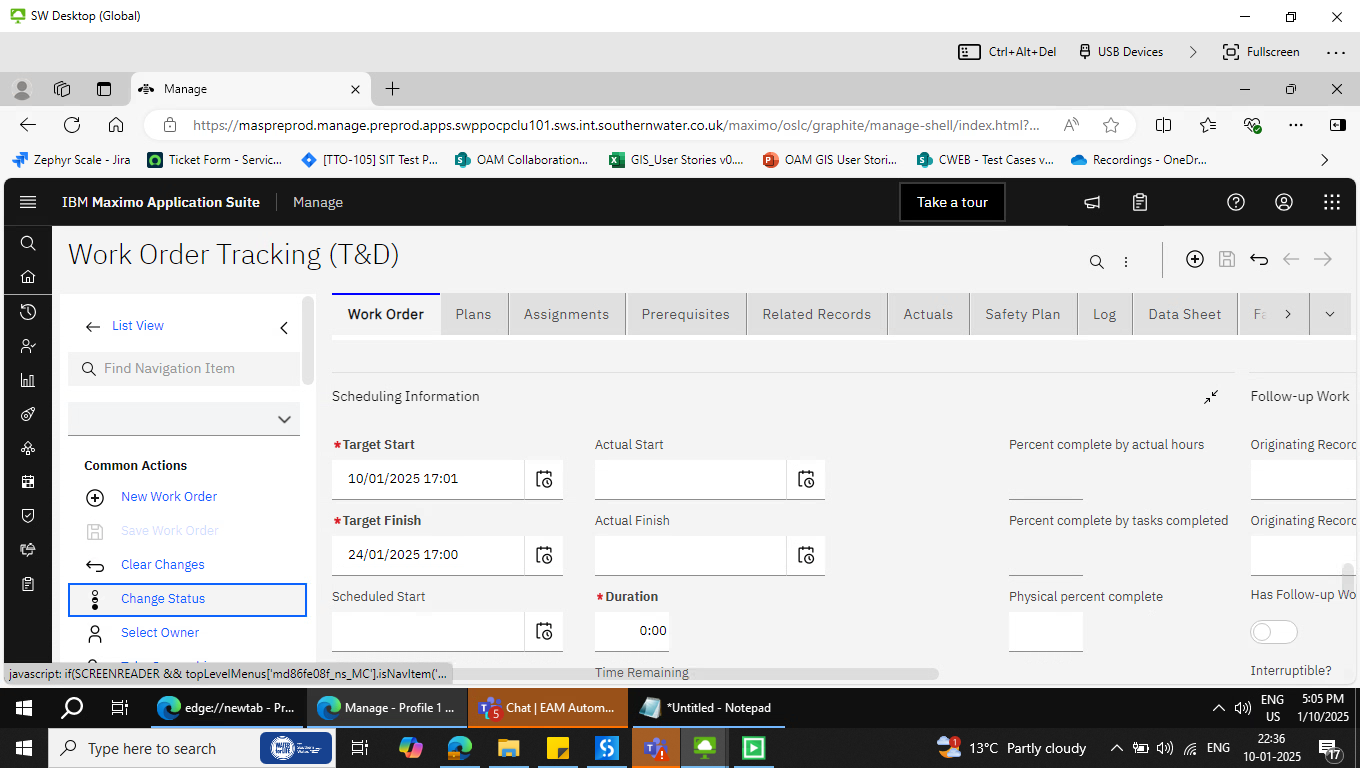 SW Desktop (Global)
Ctrl+Alt+Del
USB Devices
Fullscreen
Manage
https://maspreprod.manage.preprod.apps.swppocpclu101.sws.int.southernwater.co.uk/maximo/oslc/graphite/manage-shell/index.html?...
Zephyr Scale - Jira
Ticket Form - Servic...
[TTO-105] SIT Test P...
OAM Collaboration...
GIS_User Stories v0....
OAM GIS User Stori...
CWEB - Test Cases v...
Recordings - OneDr...
IBM Maximo Application Suite
Manage
Take a tour
Work Order Tracking (T&D)
List View
Find Navigation Item
Common Actions
New Work Order
Save Work Order
Clear Changes
Change Status
Select Owner
Work Order
Plans
Assignments
Prerequisites
Related Records
Actuals
Safety Plan
Log
Data Sheet
Scheduling Information
Follow-up Work
*Target Start
Actual Start
Percent complete by actual hours
Originating Record
10/01/2025 17:01
*Target Finish
Actual Finish
Percent complete by tasks completed
Originating Record
24/01/2025 17:00
Scheduled Start
*Duration
Physical percent complete
Has Follow-up Wo
0:00
Time Remaining
Interruptible?
javascript: if(SCREENREADER && topLevelMenus['md86fe08f_ns_MC'].isNavItem('...
edge://newtab - Pr...
Manage - Profile 1 ...
5
Chat | EAM Autom...
*Untitled - Notepad
ENG
US
5:05 PM
1/10/2025
Type here to search
1
13°C Partly cloudy
ENG
22:36
10-01-2025
17